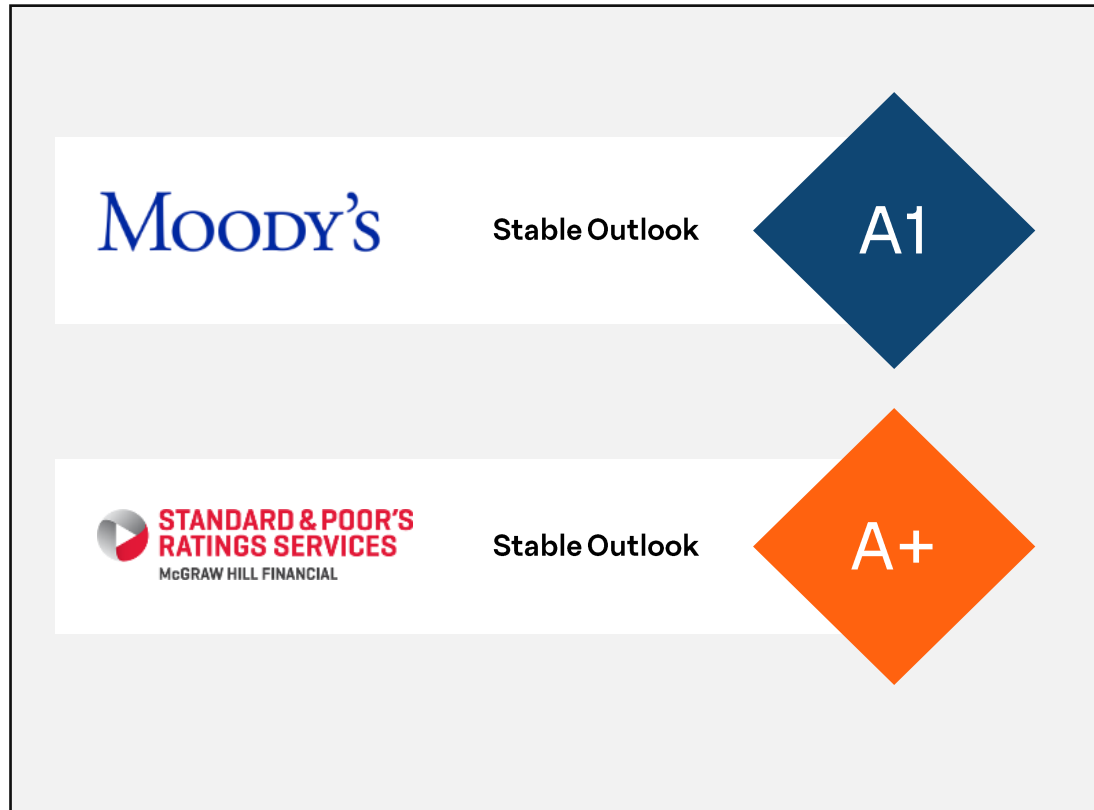 Moody's
Stable Outlook
A1
STANDARD & POOR'S
RATINGS SERVICES
McGRAW HILL FINANCIAL
Stable Outlook
A+